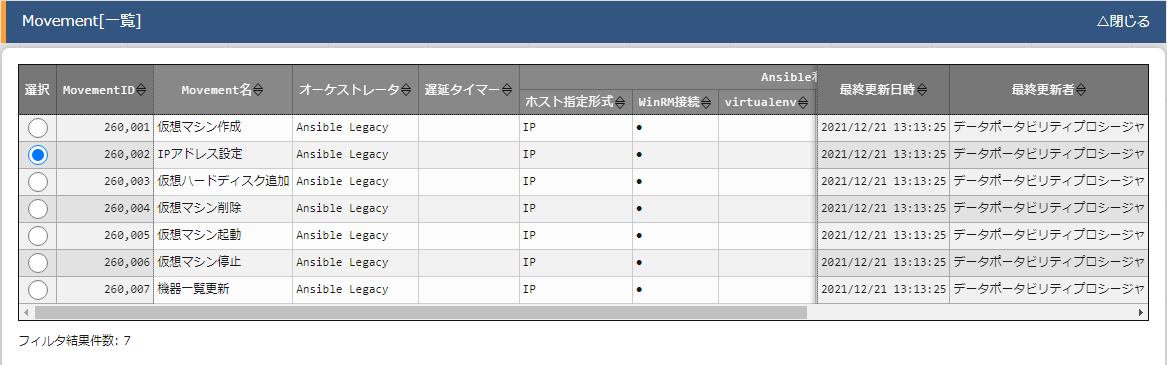 Movement[一覧] △閉じる
Ansible利
選択 MovementID Movement名 オーケストレータ 遅延タイマー ホスト指定形式 WinRM接続 virtualenv 最終更新日時 最終更新者
260,001 仮想マシン作成 Ansible Legacy IP ● 2021/12/21 13:13:25 データポータビリティプロシージャ
260,002 IPアドレス設定 Ansible Legacy IP ● 2021/12/21 13:13:25 データポータビリティプロシージャ
260,003 仮想ハードディスク追加 Ansible Legacy IP ● 2021/12/21 13:13:25 データポータビリティプロシージャ
260,004 仮想マシン削除 Ansible Legacy IP ● 2021/12/21 13:13:25 データポータビリティプロシージャ
260,005 仮想マシン起動 Ansible Legacy IP ● 2021/12/21 13:13:25 データポータビリティプロシージャ
260,006 仮想マシン停止 Ansible Legacy IP ● 2021/12/21 13:13:25 データポータビリティプロシージャ
260,007 機器一覧更新 Ansible Legacy IP ● 2021/12/21 13:13:25 データポータビリティプロシージャ
フィルタ結果件数: 7